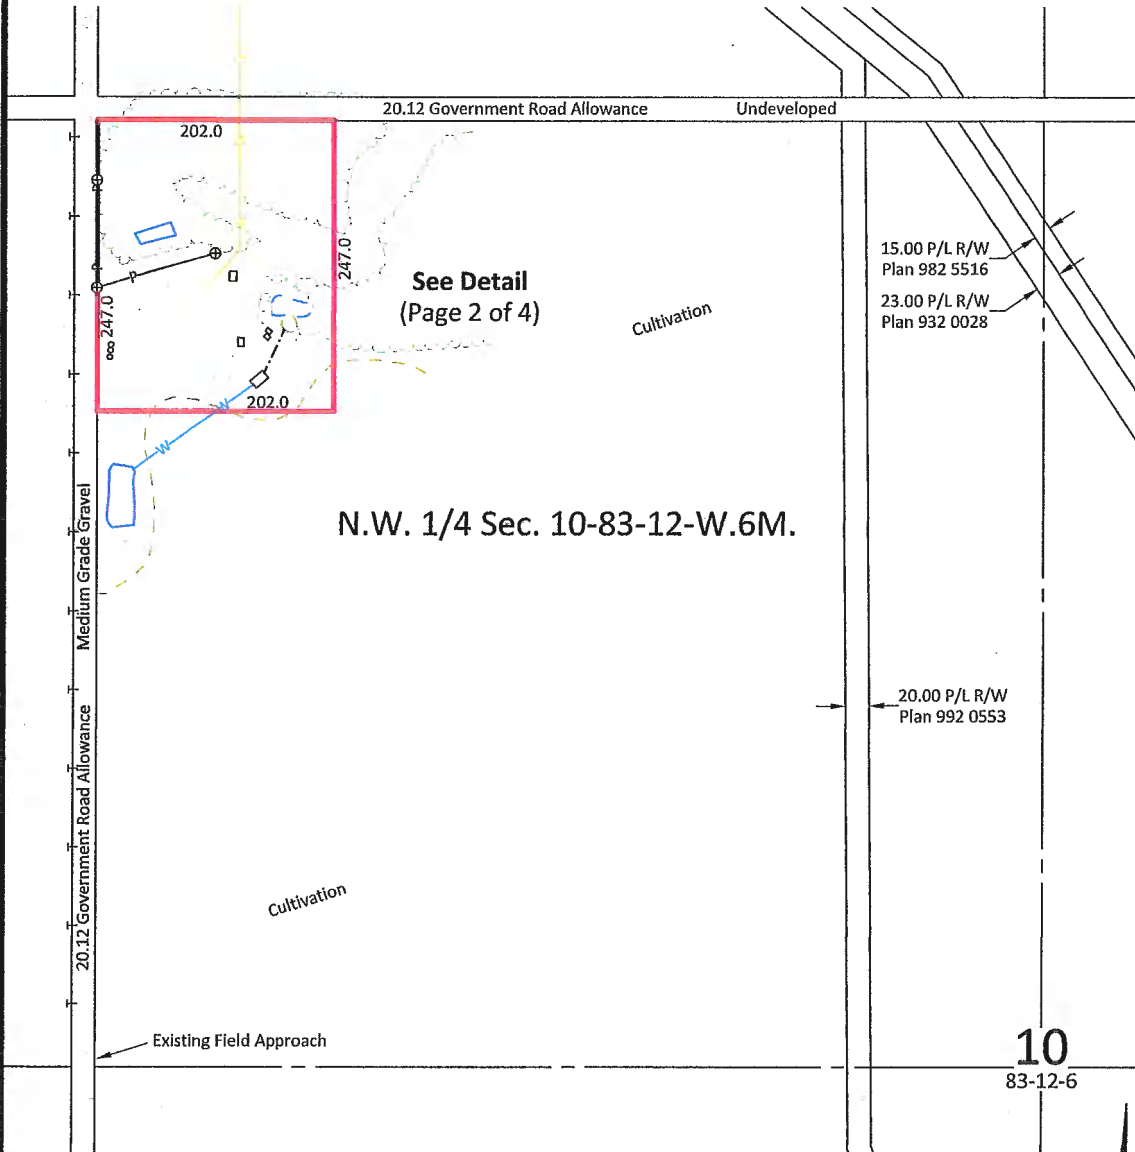 20.12 Government Road Allowance Undeveloped
202.0
247.0
15.00 P/L R/W
Plan 982 5516
23.00 P/L R/W
Plan 932 0028
See Detail
(Page 2 of 4)
Cultivation
247.0
P
202.0
W
W
N.W. 1/4 Sec. 10-83-12-W.6M.
20.12 Government Road Allowance Medium Grade Gravel
20.00 P/L R/W
Plan 992 0553
Cultivation
Existing Field Approach
10
83-12-6